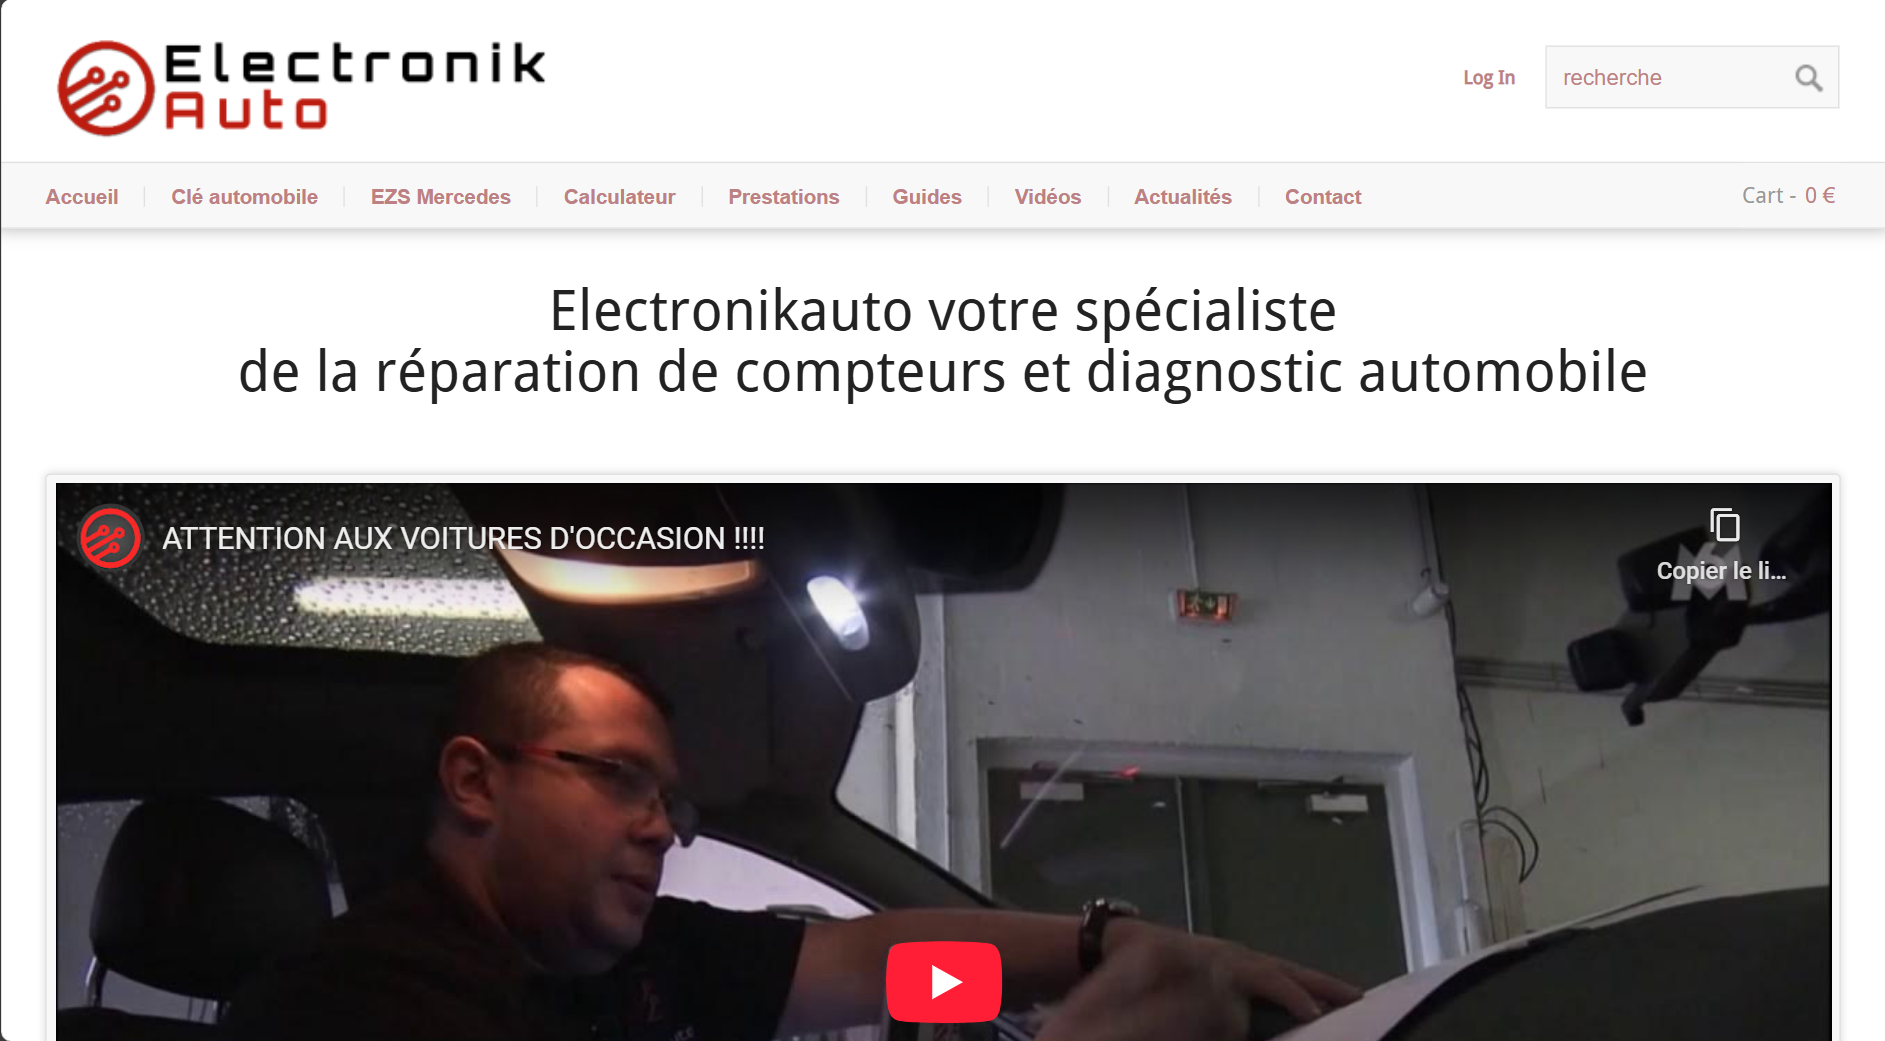 Electronik
Auto
Log In
recherche
Accueil
Clé automobile
EZS Mercedes
Calculateur
Prestations
Guides
Vidéos
Actualités
Contact
Cart - 0 €
Electronikauto votre spécialiste
de la réparation de compteurs et diagnostic automobile
ATTENTION AUX VOITURES D'OCCASION !!!!
Copier le li...